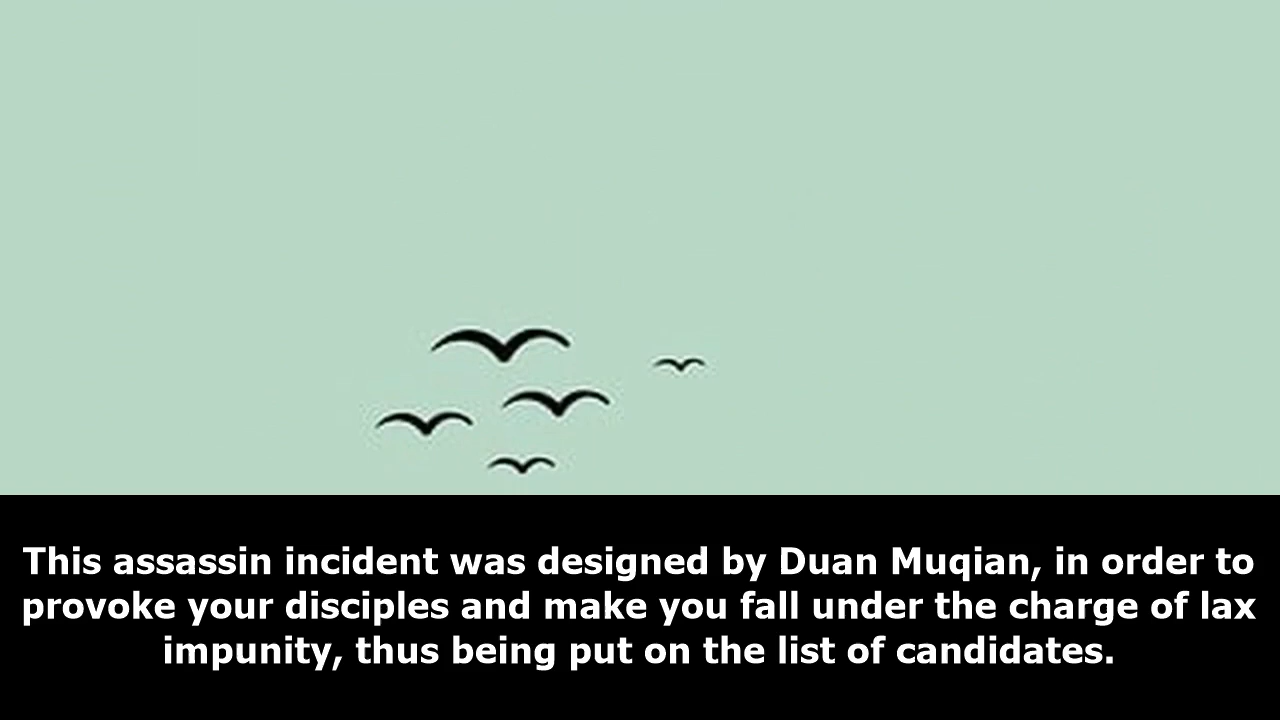 This assassin incident was designed by Duan Muqian, in order to
provoke your disciples and make you fall under the charge of lax
impunity, thus being put on the list of candidates.